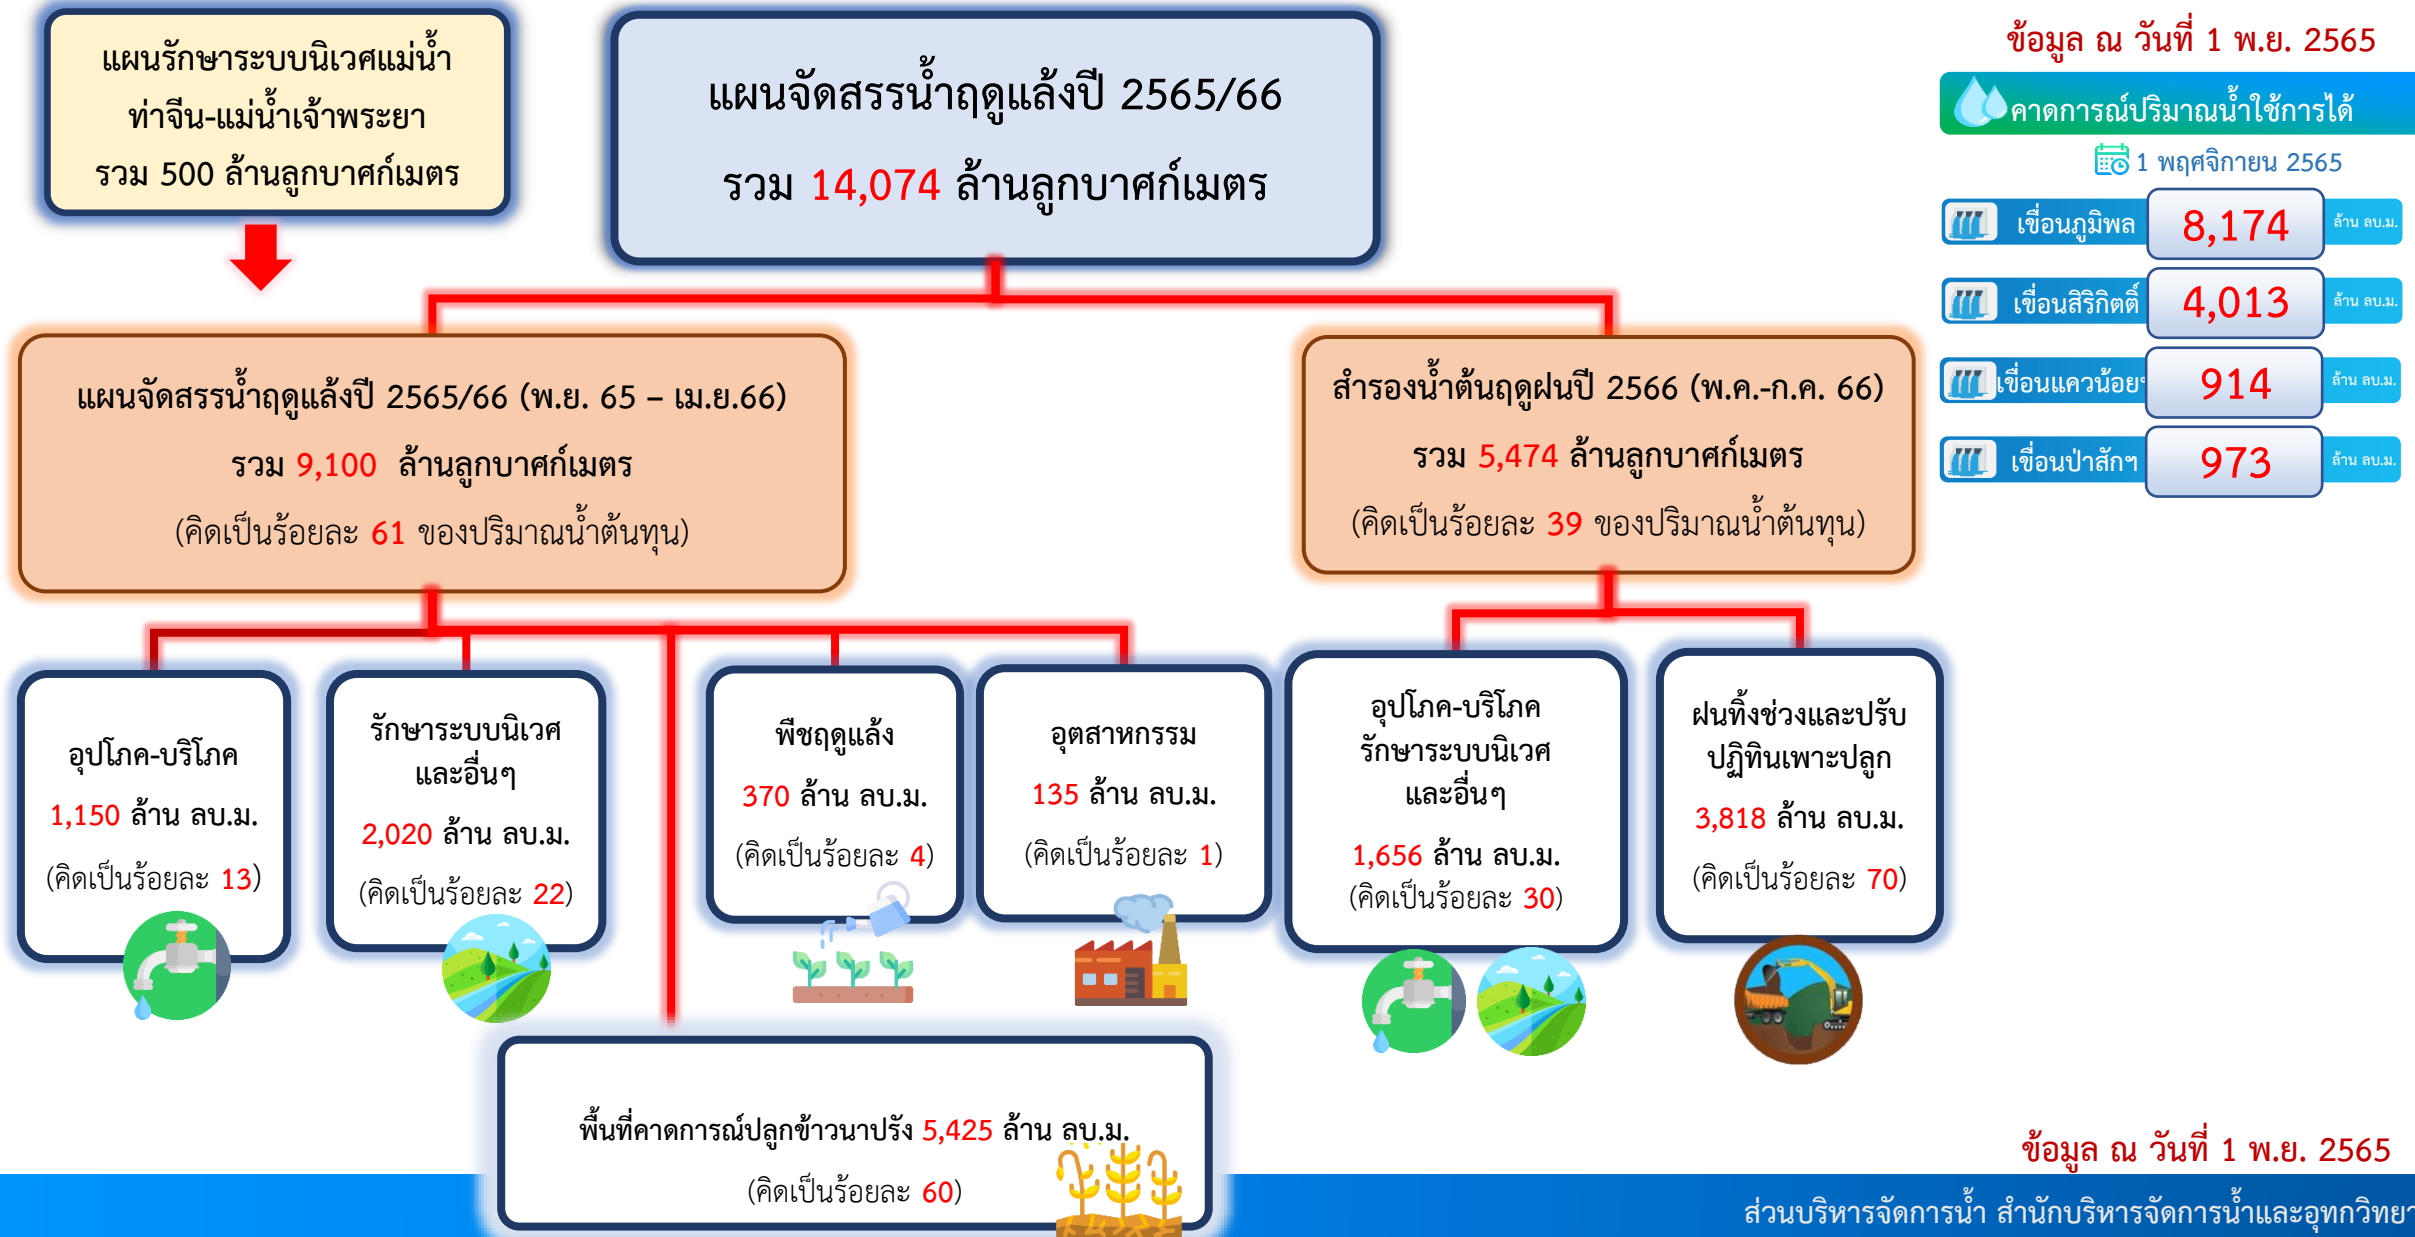 แผนรักษาระบบนิเวศแม่น้ำ
ท่าจีน-แม่น้ำเจ้าพระยา
รวม 500 ล้านลูกบาศก์เมตร
แผนจัดสรรน้ำฤดูแล้งปี 2565/66
รวม 14,074 ล้านลูกบาศก์เมตร
ข้อมูล ณ วันที่ 1 พ.ย. 2565
คาดการณ์ปริมาณน้ำใช้การได้
1 พฤศจิกายน 2565
เขื่อนภูมิพล 8,174 ล้าน ลบ.ม.
เขื่อนสิริกิตติ์ 4,013 ล้าน ลบ.ม.
เขื่อนแควน้อยฯ 914 ล้าน ลบ.ม.
เขื่อนป่าสักฯ 973 ล้าน ลบ.ม.
แผนจัดสรรน้ำฤดูแล้งปี 2565/66 (พ.ย. 65 – เม.ย.66)
รวม 9,100 ล้านลูกบาศก์เมตร
(คิดเป็นร้อยละ 61 ของปริมาณน้ำต้นทุน)
สำรองน้ำต้นฤดูฝนปี 2566 (พ.ค.-ก.ค. 66)
รวม 5,474 ล้านลูกบาศก์เมตร
(คิดเป็นร้อยละ 39 ของปริมาณน้ำต้นทุน)
อุปโภค-บริโภค
1,150 ล้าน ลบ.ม.
(คิดเป็นร้อยละ 13)
รักษาระบบนิเวศ
และอื่นๆ
2,020 ล้าน ลบ.ม.
(คิดเป็นร้อยละ 22)
พืชฤดูแล้ง
370 ล้าน ลบ.ม.
(คิดเป็นร้อยละ 4)
อุตสาหกรรม
135 ล้าน ลบ.ม.
(คิดเป็นร้อยละ 1)
อุปโภค-บริโภค
รักษาระบบนิเวศ
และอื่นๆ
1,656 ล้าน ลบ.ม.
(คิดเป็นร้อยละ 30)
ฝนทิ้งช่วงและปรับ
ปฏิทินเพาะปลูก
3,818 ล้าน ลบ.ม.
(คิดเป็นร้อยละ 70)
พื้นที่คาดการณ์ปลูกข้าวนาปรัง 5,425 ล้าน ลบ.ม.
(คิดเป็นร้อยละ 60)
ข้อมูล ณ วันที่ 1 พ.ย. 2565
ส่วนบริหารจัดการน้ำ สำนักบริหารจัดการน้ำและอุทกวิทยา